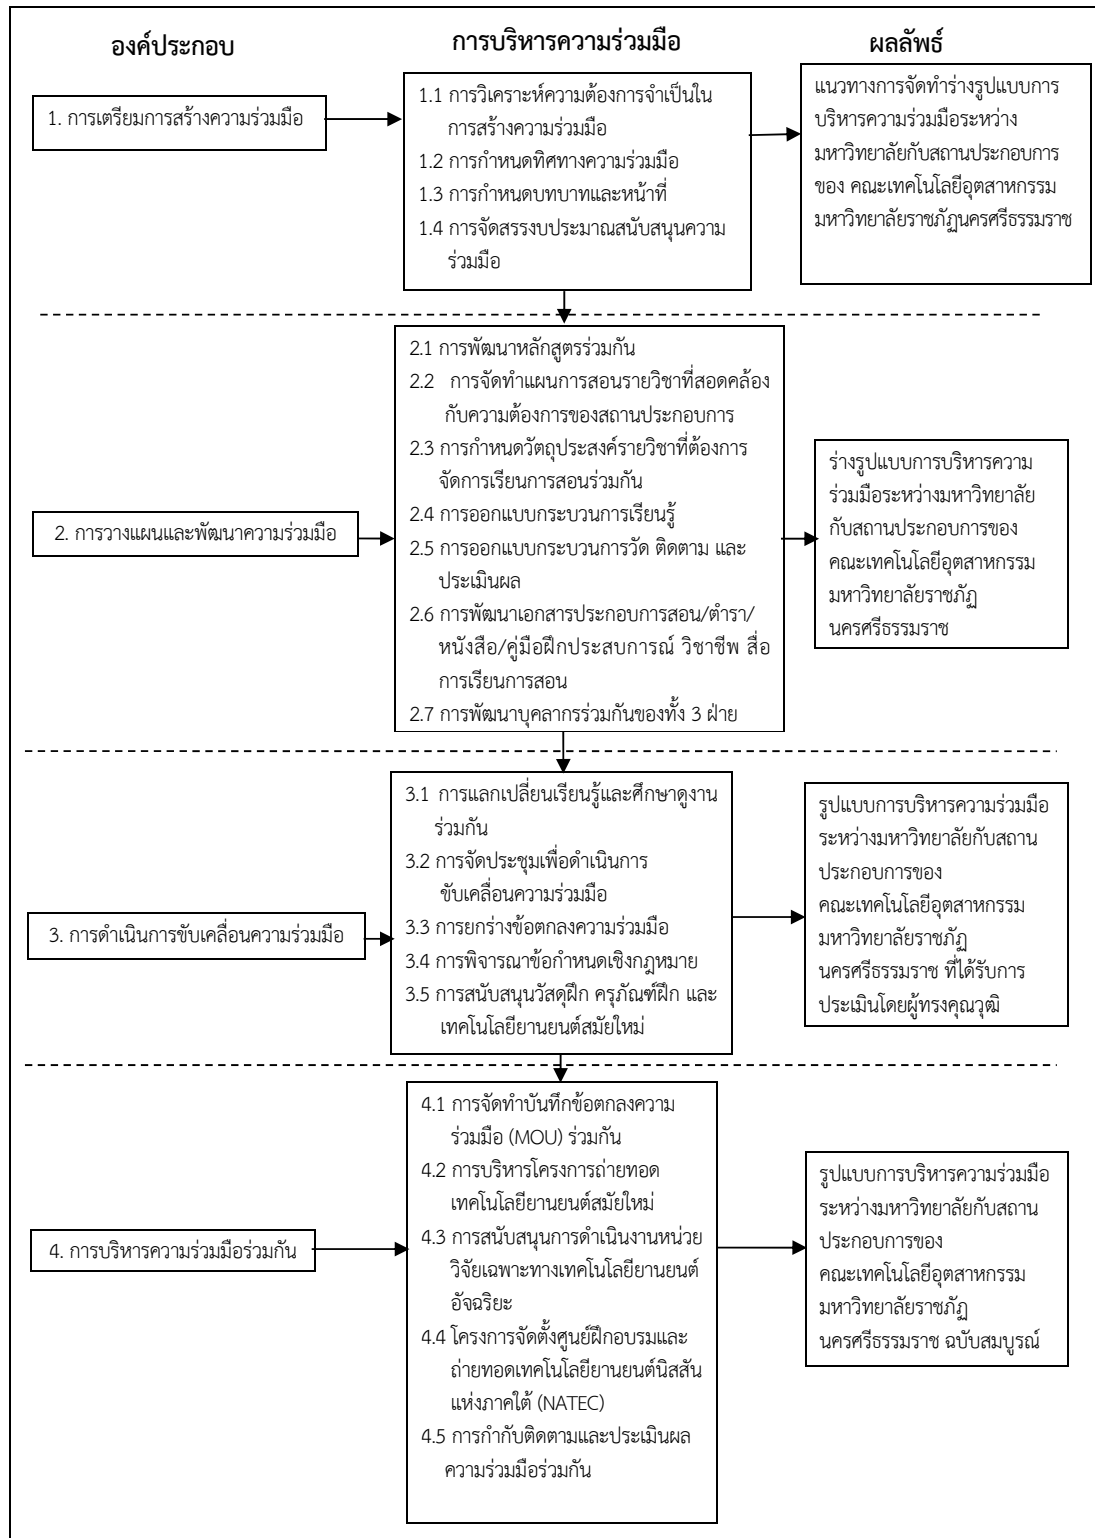 องค์ประกอบ
การบริหารความร่วมมือ
ผลลัพธ์
1. การเตรียมการสร้างความร่วมมือ
1.1 การวิเคราะห์ความต้องการจำเป็นใน
การสร้างความร่วมมือ
1.2 การกำหนดทิศทางความร่วมมือ
1.3 การกำหนดบทบาทและหน้าที่
1.4 การจัดสรรงบประมาณสนับสนุนความ
ร่วมมือ
แนวทางการจัดทำร่างรูปแบบการ
บริหารความร่วมมือระหว่าง
มหาวิทยาลัยกับสถานประกอบการ
ของ คณะเทคโนโลยีอุตสาหกรรม
มหาวิทยาลัยราชภัฏนครศรีธรรมราช
2. การวางแผนและพัฒนาความร่วมมือ
2.1 การพัฒนาหลักสูตรร่วมกัน
2.2 การจัดทำแผนการสอนรายวิชาที่สอดคล้อง
กับความต้องการของสถานประกอบการ
2.3 การกำหนดวัตถุประสงค์รายวิชาที่ต้องการ
จัดการเรียนการสอนร่วมกัน
2.4 การออกแบบกระบวนการเรียนรู้
2.5 การออกแบบกระบวนการวัด ติดตาม และ
ประเมินผล
2.6 การพัฒนาเอกสารประกอบการสอน/ตำรา/
หนังสือ/คู่มือฝึกประสบการณ์ วิชาชีพ สื่อ
การเรียนการสอน
2.7 การพัฒนาบุคลากรร่วมกันของทั้ง 3 ฝ่าย
ร่างรูปแบบการบริหารความ
ร่วมมือระหว่างมหาวิทยาลัย
กับสถานประกอบการของ
คณะเทคโนโลยีอุตสาหกรรม
มหาวิทยาลัยราชภัฏ
นครศรีธรรมราช
3. การดำเนินการขับเคลื่อนความร่วมมือ
3.1 การแลกเปลี่ยนเรียนรู้และศึกษาดูงาน
ร่วมกัน
3.2 การจัดประชุมเพื่อดำเนินการ
ขับเคลื่อนความร่วมมือ
3.3 การยกร่างข้อตกลงความร่วมมือ
3.4 การพิจารณาข้อกำหนดเชิงกฎหมาย
3.5 การสนับสนุนวัสดุฝึก ครุภัณฑ์ฝึก และ
เทคโนโลยียานยนต์สมัยใหม่
รูปแบบการบริหารความร่วมมือ
ระหว่างมหาวิทยาลัยกับสถาน
ประกอบการของ
คณะเทคโนโลยีอุตสาหกรรม
มหาวิทยาลัยราชภัฏ
นครศรีธรรมราช ที่ได้รับการ
ประเมินโดยผู้ทรงคุณวุฒิ
4. การบริหารความร่วมมือร่วมกัน
4.1 การจัดทำบันทึกข้อตกลงความ
ร่วมมือ (MOU) ร่วมกัน
4.2 การบริหารโครงการถ่ายทอด
เทคโนโลยียานยนต์สมัยใหม่
4.3 การสนับสนุนการดำเนินงานหน่วย
วิจัยเฉพาะทางเทคโนโลยียานยนต์
อัจฉริยะ
4.4 โครงการจัดตั้งศูนย์ฝึกอบรมและ
ถ่ายทอดเทคโนโลยียานยนต์นิสสัน
แห่งภาคใต้ (NATEC)
4.5 การกำกับติดตามและประเมินผล
ความร่วมมือร่วมกัน
รูปแบบการบริหารความร่วมมือ
ระหว่างมหาวิทยาลัยกับสถาน
ประกอบการของ
คณะเทคโนโลยีอุตสาหกรรม
มหาวิทยาลัยราชภัฏ
นครศรีธรรมราช ฉบับสมบูรณ์